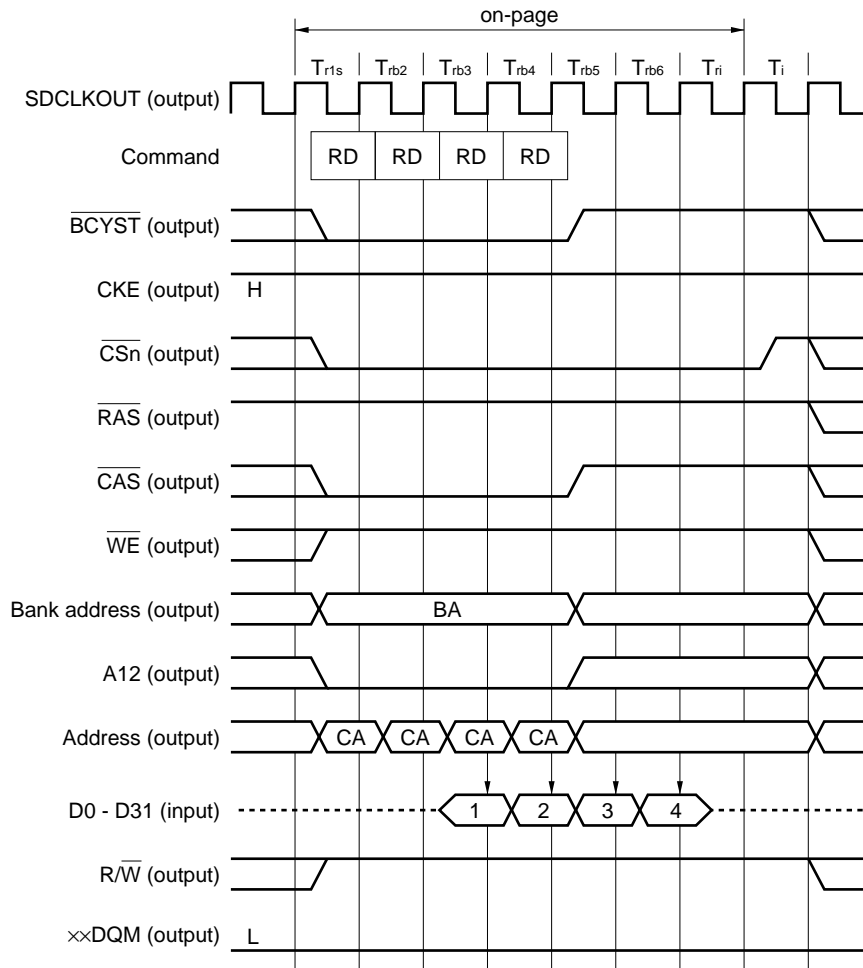 on-page
Tr1s Trb2 Trb3 Trb4 Trb5 Trb6 Tri Ti
SDCLKOUT (output)
Command RD RD RD RD
BCYST (output)
CKE (output) H
CSn (output)
RAS (output)
CAS (output)
WE (output)
Bank address (output) BA
A12 (output)
Address (output) CA CA CA CA
D0 - D31 (input) 1 2 3 4
R/W (output)
××DQM (output) L